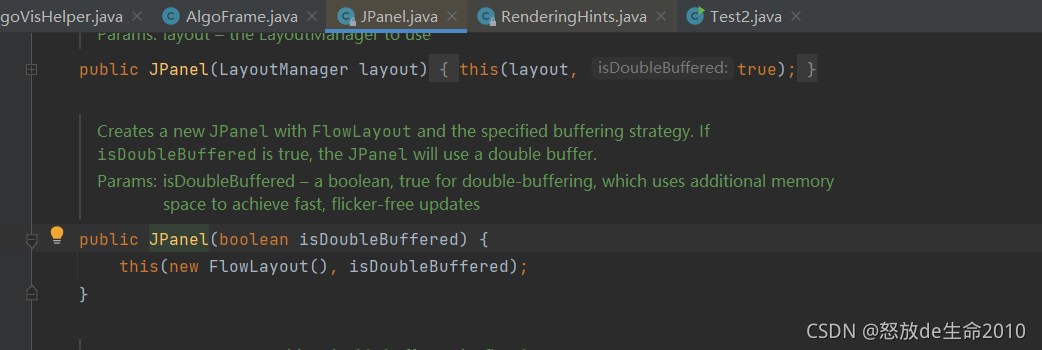 goVisHelper.java AlgoFrame.java JPanel.java RenderingHints.java Test2.java
Params: layout – the LayoutManager to use
public JPanel(LayoutManager layout) { this(layout, isDoubleBuffered: true); }
Creates a new JPanel with FlowLayout and the specified buffering strategy. If
isDoubleBuffered is true, the JPanel will use a double buffer.
Params: isDoubleBuffered – a boolean, true for double-buffering, which uses additional memory
space to achieve fast, flicker-free updates
public JPanel(boolean isDoubleBuffered) {
this(new FlowLayout(), isDoubleBuffered);
}
CSDN @怒放de生命2010